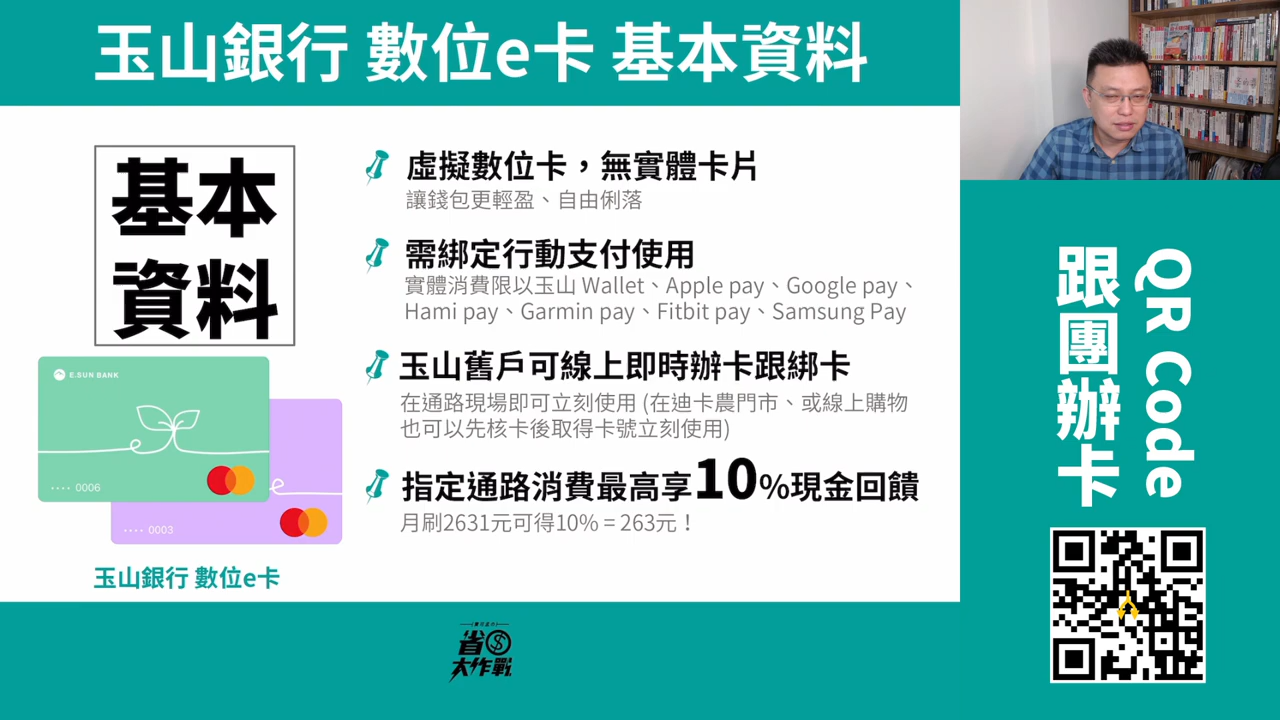 玉山銀行 數位e卡 基本資料
基本
資料
虛擬數位卡，無實體卡片
讓錢包更輕盈、自由俐落
需綁定行動支付使用
實體消費限以玉山 Wallet、Apple pay、Google pay、
Hami pay、Garmin pay、Fitbit pay、Samsung Pay
玉山舊戶可線上即時辦卡跟綁卡
在通路現場即可立刻使用 (在迪卡農門市、或線上購物
也可以先核卡後取得卡號立刻使用)
指定通路消費最高享10%現金回饋
月刷2631元可得10% = 263元！
E.SUN BANK
···· 0006
···· 0003
玉山銀行 數位e卡
省$
大作戰
QR Code
跟團辦卡